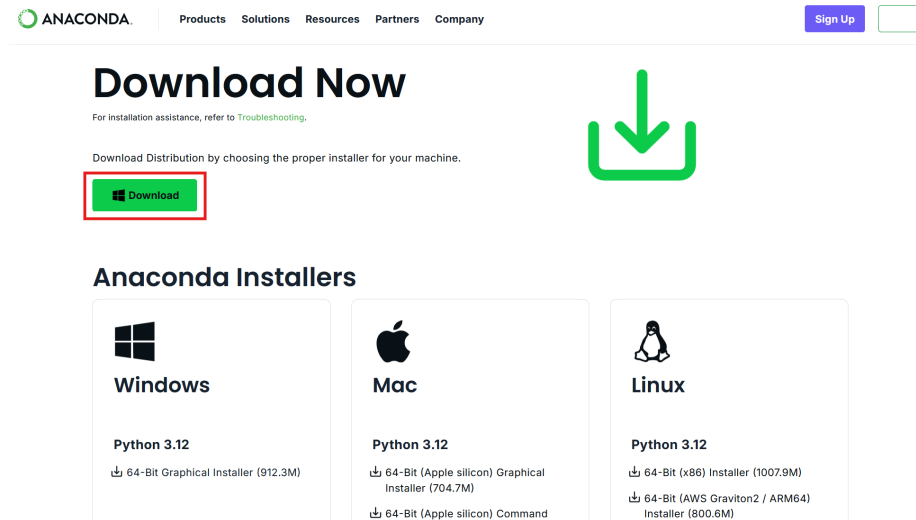 ANACONDA.
Products Solutions Resources Partners Company
Sign Up
Download Now
For installation assistance, refer to Troubleshooting.
Download Distribution by choosing the proper installer for your machine.
Download
Anaconda Installers
Windows
Python 3.12
64-Bit Graphical Installer (912.3M)
Mac
Python 3.12
64-Bit (Apple silicon) Graphical
Installer (704.7M)
64-Bit (Apple silicon) Command
Linux
Python 3.12
64-Bit (x86) Installer (1007.9M)
64-Bit (AWS Graviton2 / ARM64)
Installer (800.6M)